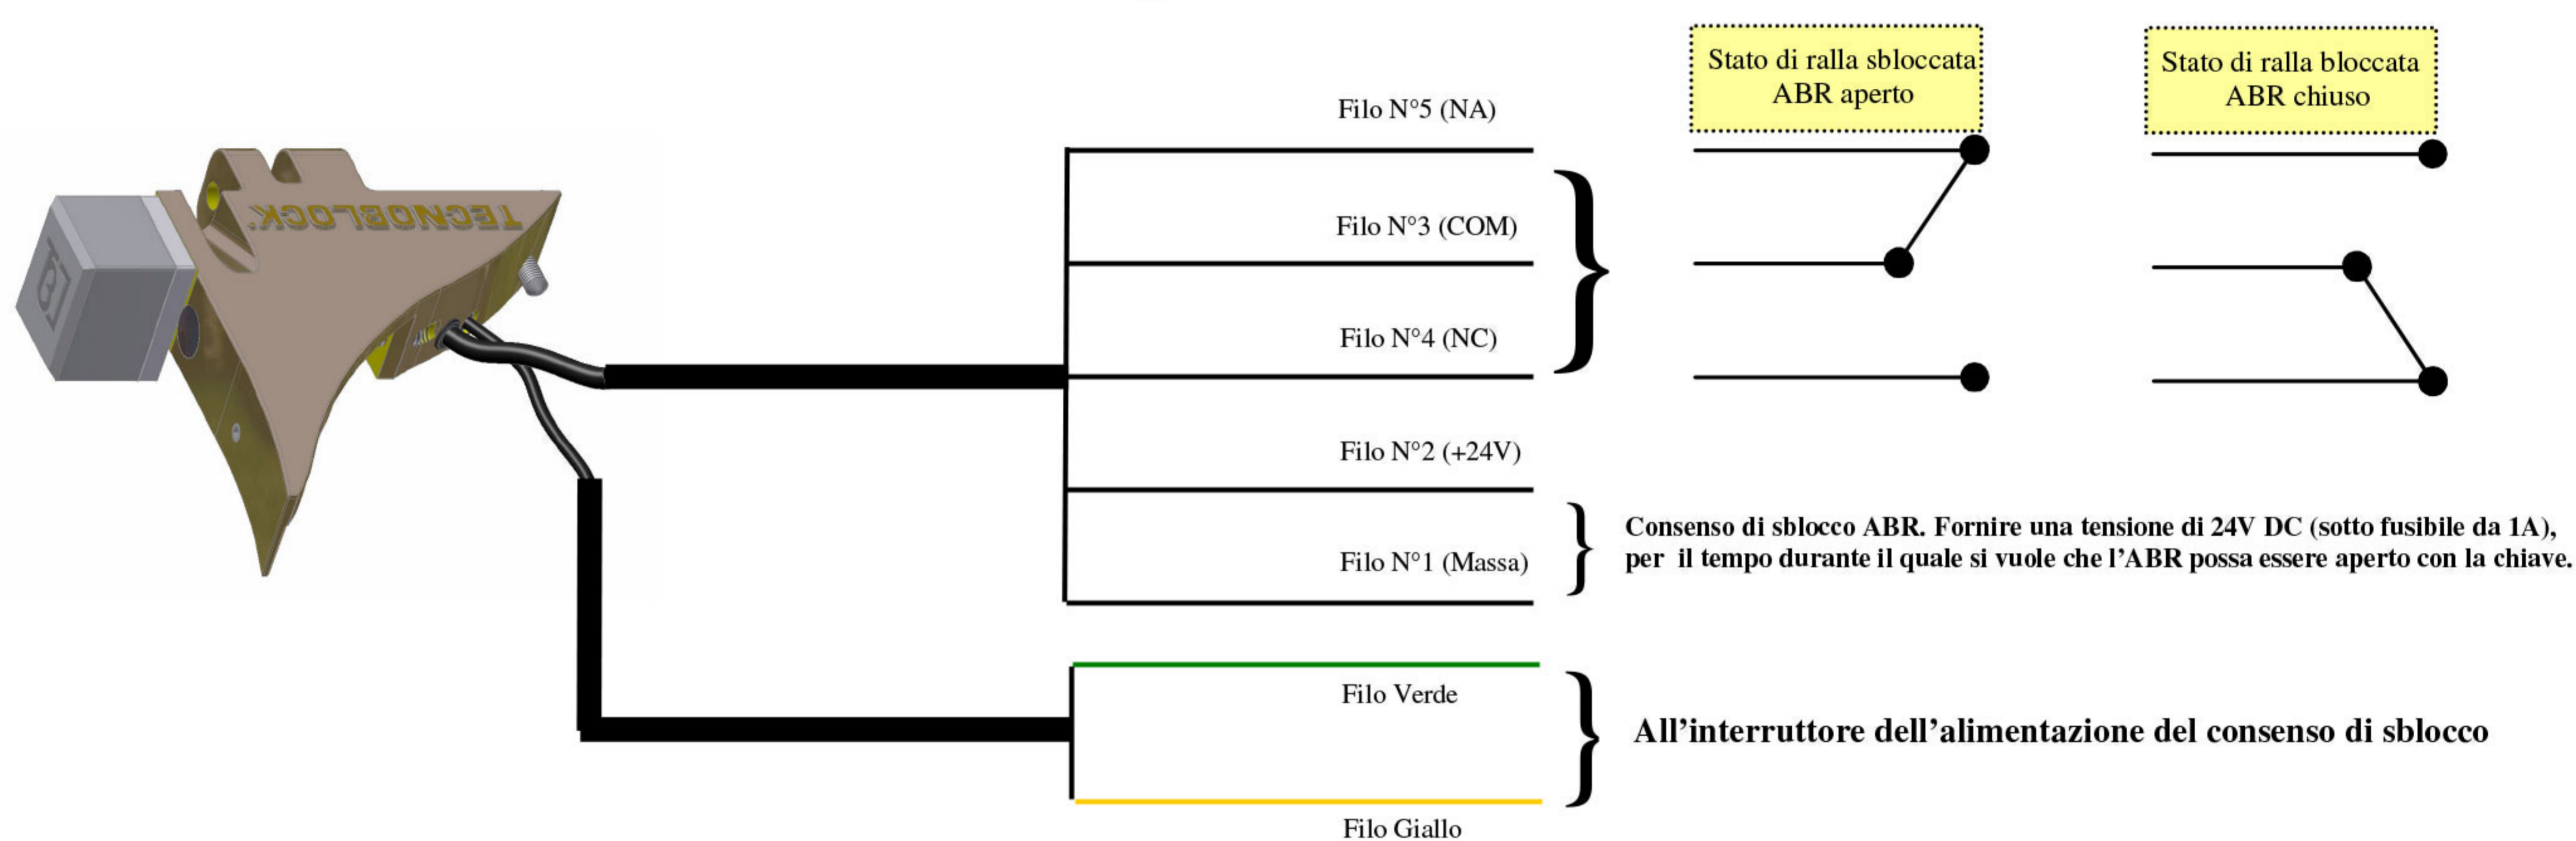 Stato di ralla sbloccata
ABR aperto
Stato di ralla bloccata
ABR chiuso
Filo N°5 (NA)
TECNOBLOCK
Filo N°3 (COM)
Filo N°4 (NC)
Filo N°2 (+24V)
Consenso di sblocco ABR. Fornire una tensione di 24V DC (sotto fusibile da 1A),
per il tempo durante il quale si vuole che l'ABR possa essere aperto con la chiave.
Filo N°1 (Massa)
Filo Verde
All'interruttore dell'alimentazione del consenso di sblocco
Filo Giallo